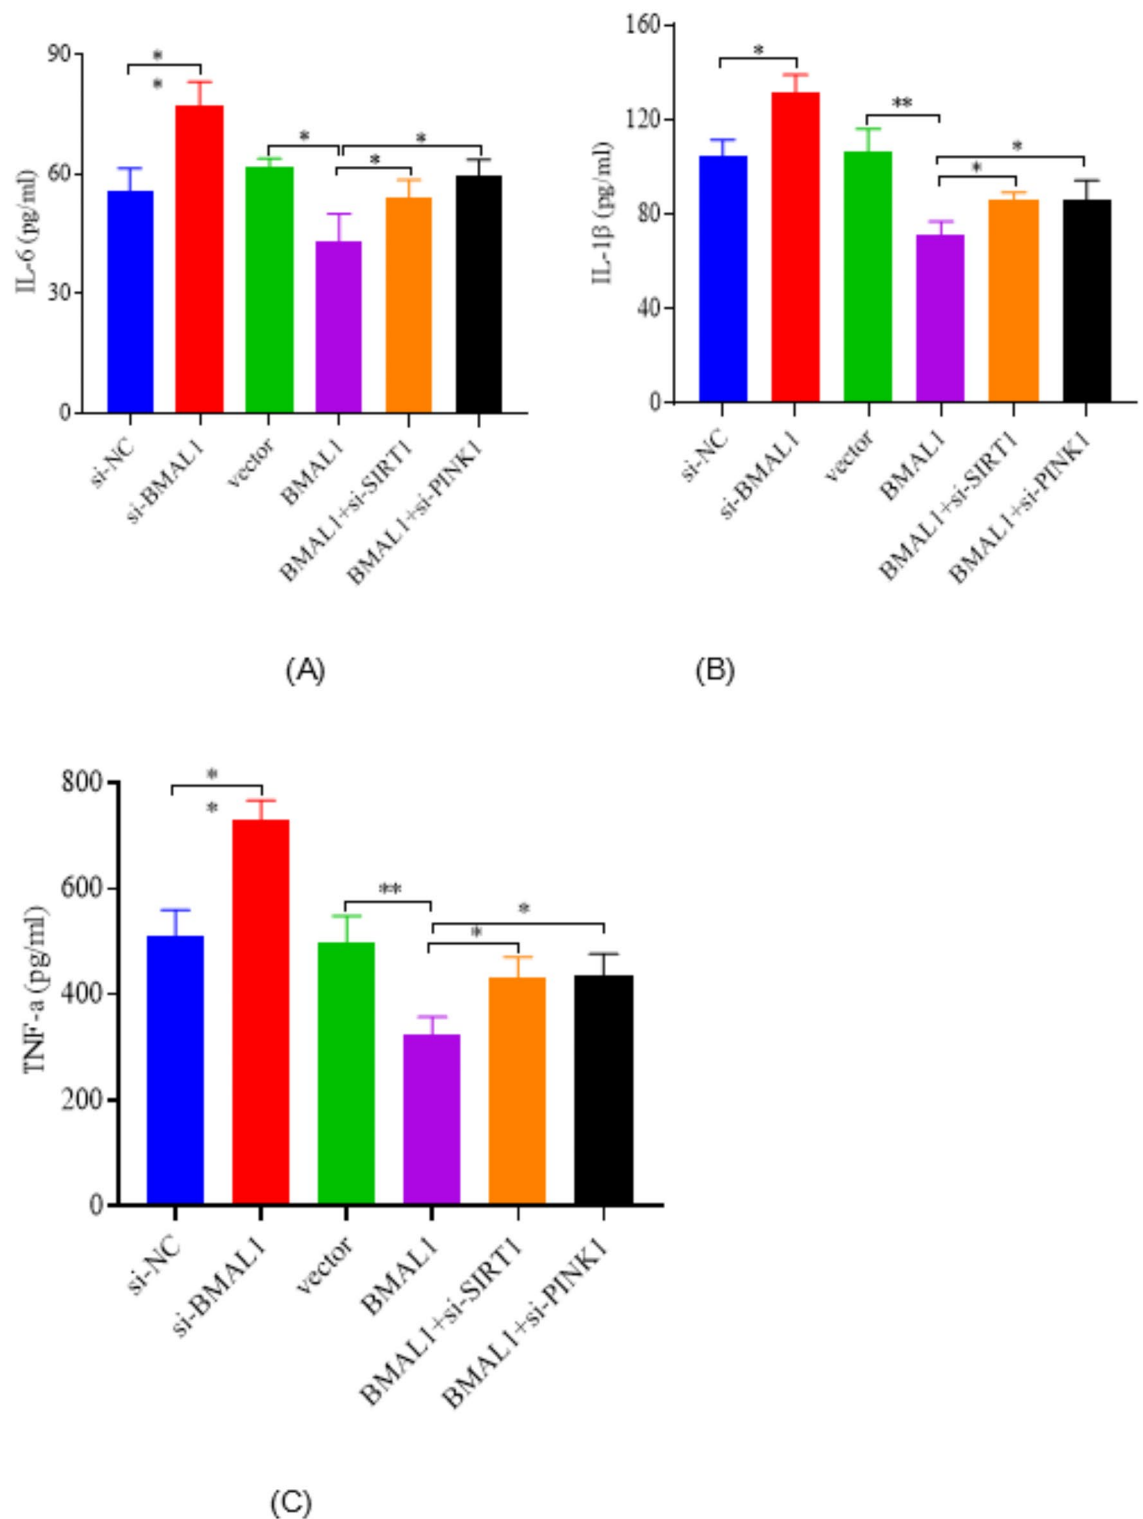 90
60
30
0
IL-6 (pg/ml)
*
*
*
*
*
si-NC
si-BMAL1
vector
BMAL1
BMAL1+si-SIRT1
BMAL1+si-PINK1
(A)
160
120
80
40
0
IL-1β (pg/ml)
*
**
*
*
si-NC
si-BMAL1
vector
BMAL1
BMAL1+si-SIRT1
BMAL1+si-PINK1
(B)
800
600
400
200
0
TNF-a (pg/ml)
*
*
**
*
*
si-NC
si-BMAL1
vector
BMAL1
BMAL1+si-SIRT1
BMAL1+si-PINK1
(C)